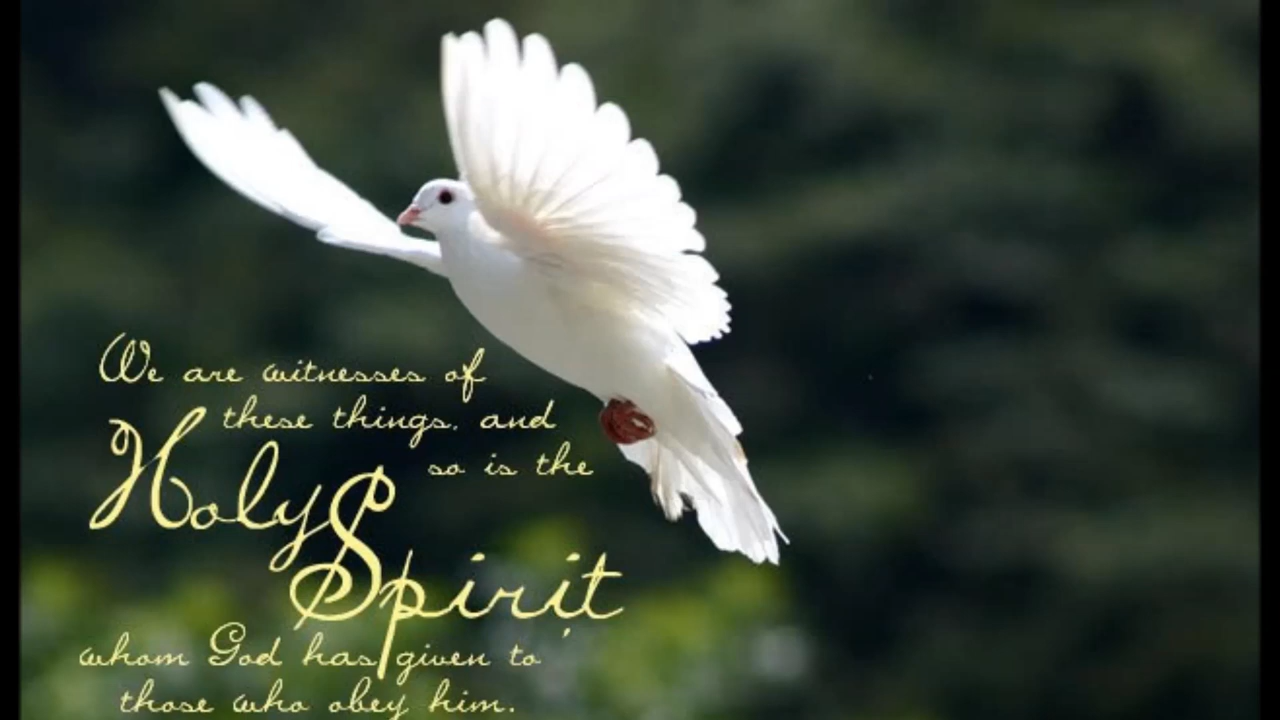 We are witnesses of
these things, and
so is the
Holy
Spirit
whom God has given to
those who obey him.